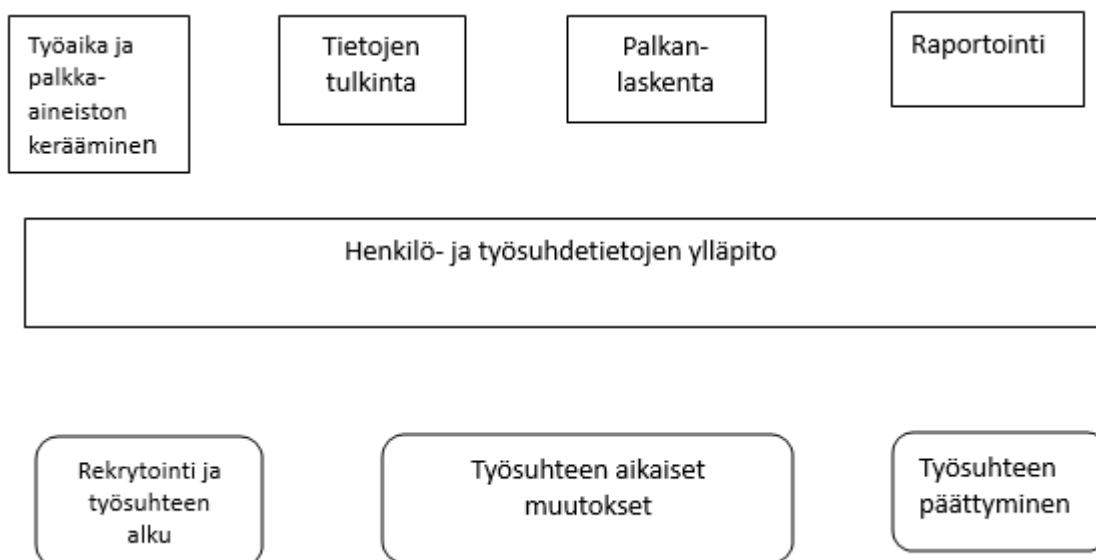 Työaika ja
palkka-
aineiston
kerääminen
Tietojen
tulkinta
Palkan-
laskenta
Raportointi
Henkilö- ja työsuhdetietojen ylläpito
Rekrytointi ja
työsuhteen
alku
Työsuhteen aikaiset
muutokset
Työsuhteen
päättyminen